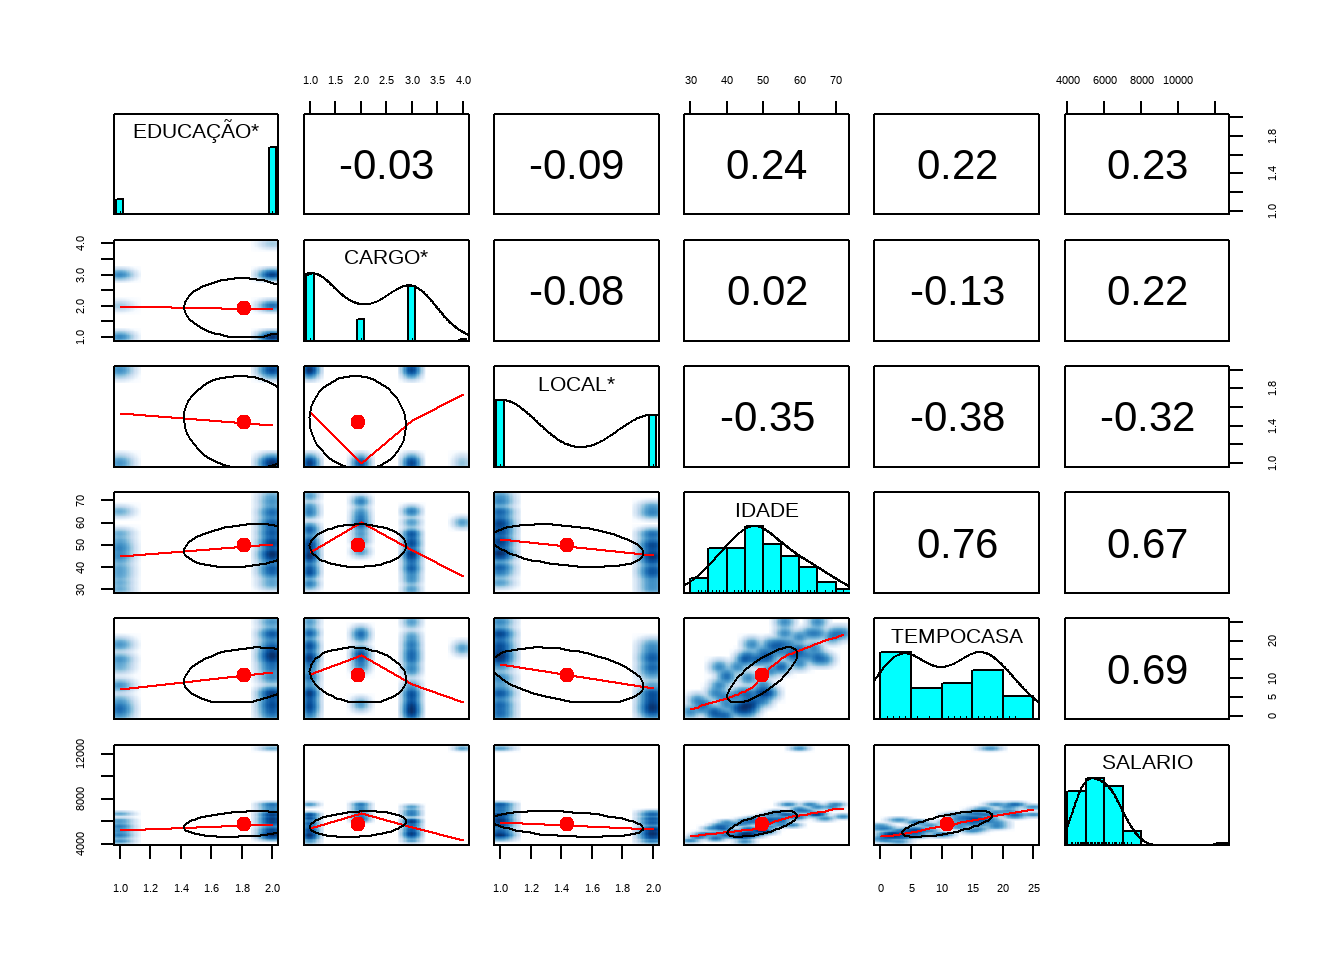 1.0 1.5 2.0 2.5 3.0 3.5 4.0 30 40 50 60 70 4000 6000 8000 10000
EDUCAÇÃO* -0.03 -0.09 0.24 0.22 0.23 1.0 1.4 1.8
1.0 2.0 3.0 4.0 CARGO* -0.08 0.02 -0.13 0.22
LOCAL* -0.35 -0.38 -0.32 1.0 1.4 1.8
30 40 50 60 70 IDADE 0.76 0.67
TEMPOCASA 0.69 0 5 10 20
4000 8000 12000 SALARIO
1.0 1.2 1.4 1.6 1.8 2.0 1.0 1.2 1.4 1.6 1.8 2.0 0 5 10 15 20 25